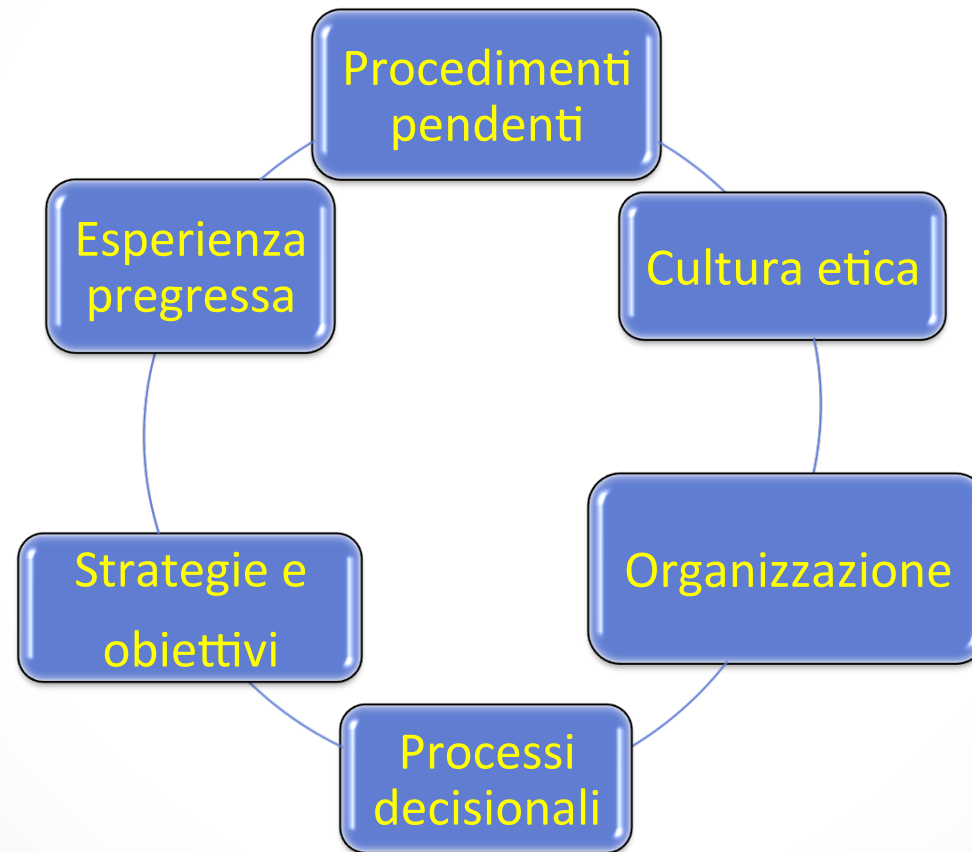 Procedimenti
pendenti
Cultura etica
Organizzazione
Processi
decisionali
Strategie e
obiettivi
Esperienza
pregressa